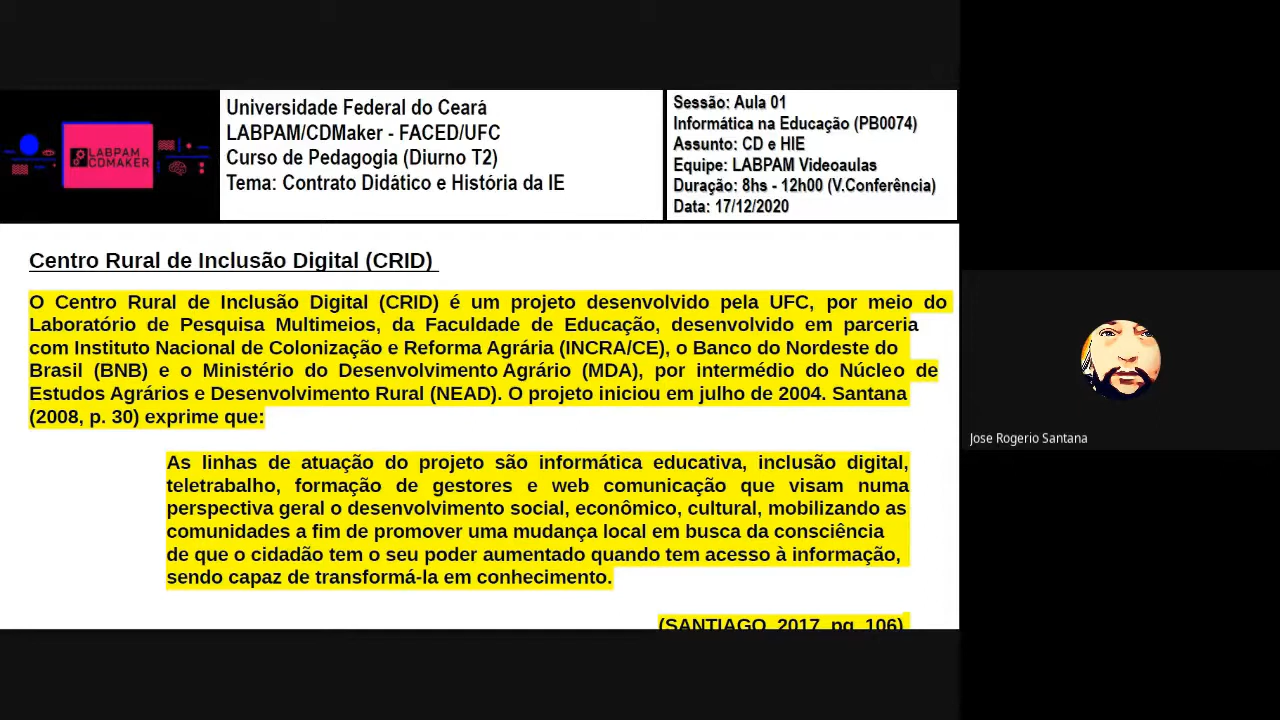 LABPAM
CDMAKER
Universidade Federal do Ceará
LABPAM/CDMaker - FACED/UFC
Curso de Pedagogia (Diurno T2)
Tema: Contrato Didático e História da IE
Sessão: Aula 01
Informática na Educação (PB0074)
Assunto: CD e HIE
Equipe: LABPAM Videoaulas
Duração: 8hs - 12h00 (V.Conferência)
Data: 17/12/2020
Centro Rural de Inclusão Digital (CRID)
O Centro Rural de Inclusão Digital (CRID) é um projeto desenvolvido pela UFC, por meio do
Laboratório de Pesquisa Multimeios, da Faculdade de Educação, desenvolvido em parceria
com Instituto Nacional de Colonização e Reforma Agrária (INCRA/CE), o Banco do Nordeste do
Brasil (BNB) e o Ministério do Desenvolvimento Agrário (MDA), por intermédio do Núcleo de
Estudos Agrários e Desenvolvimento Rural (NEAD). O projeto iniciou em julho de 2004. Santana
(2008, p. 30) exprime que:
As linhas de atuação do projeto são informática educativa, inclusão digital,
teletrabalho, formação de gestores e web comunicação que visam numa
perspectiva geral o desenvolvimento social, econômico, cultural, mobilizando as
comunidades a fim de promover uma mudança local em busca da consciência
de que o cidadão tem o seu poder aumentado quando tem acesso à informação,
sendo capaz de transformá-la em conhecimento.
(SANTIAGO, 2017, pg. 106)
Jose Rogerio Santana